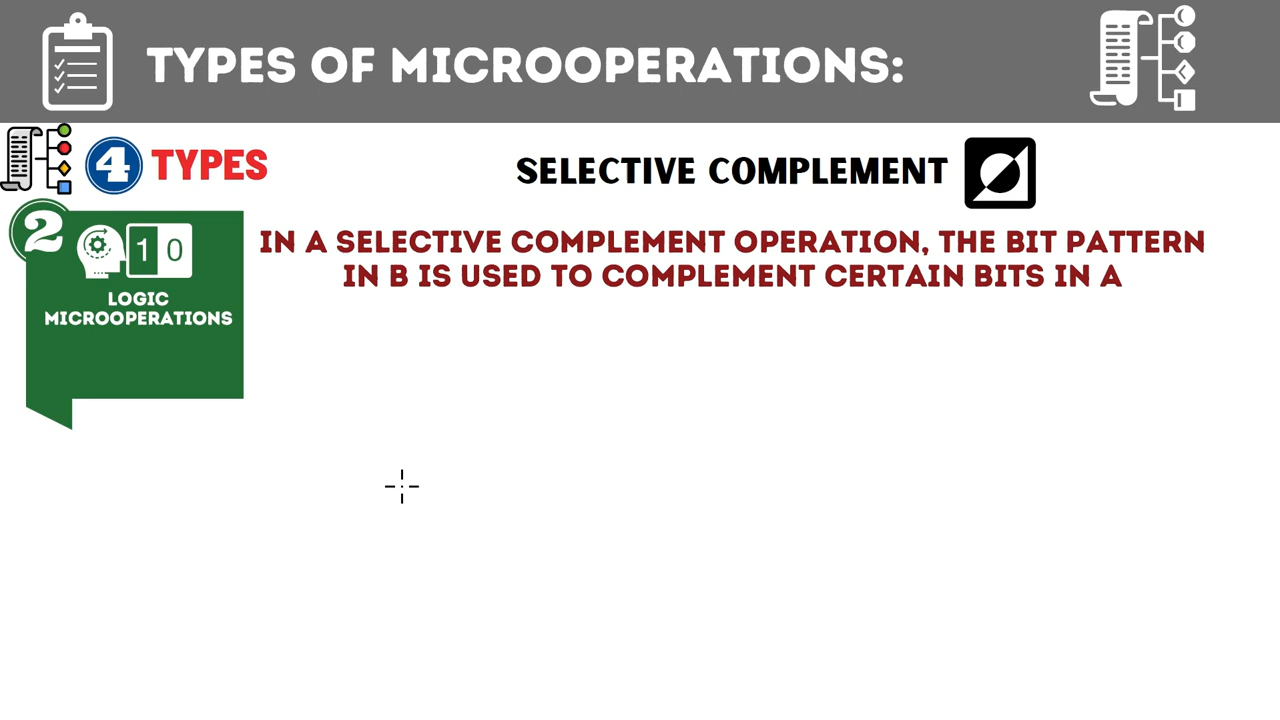 TYPES OF MICROOPERATIONS:
4 TYPES
SELECTIVE COMPLEMENT
2
1 0
LOGIC
MICROOPERATIONS
IN A SELECTIVE COMPLEMENT OPERATION, THE BIT PATTERN
IN B IS USED TO COMPLEMENT CERTAIN BITS IN A